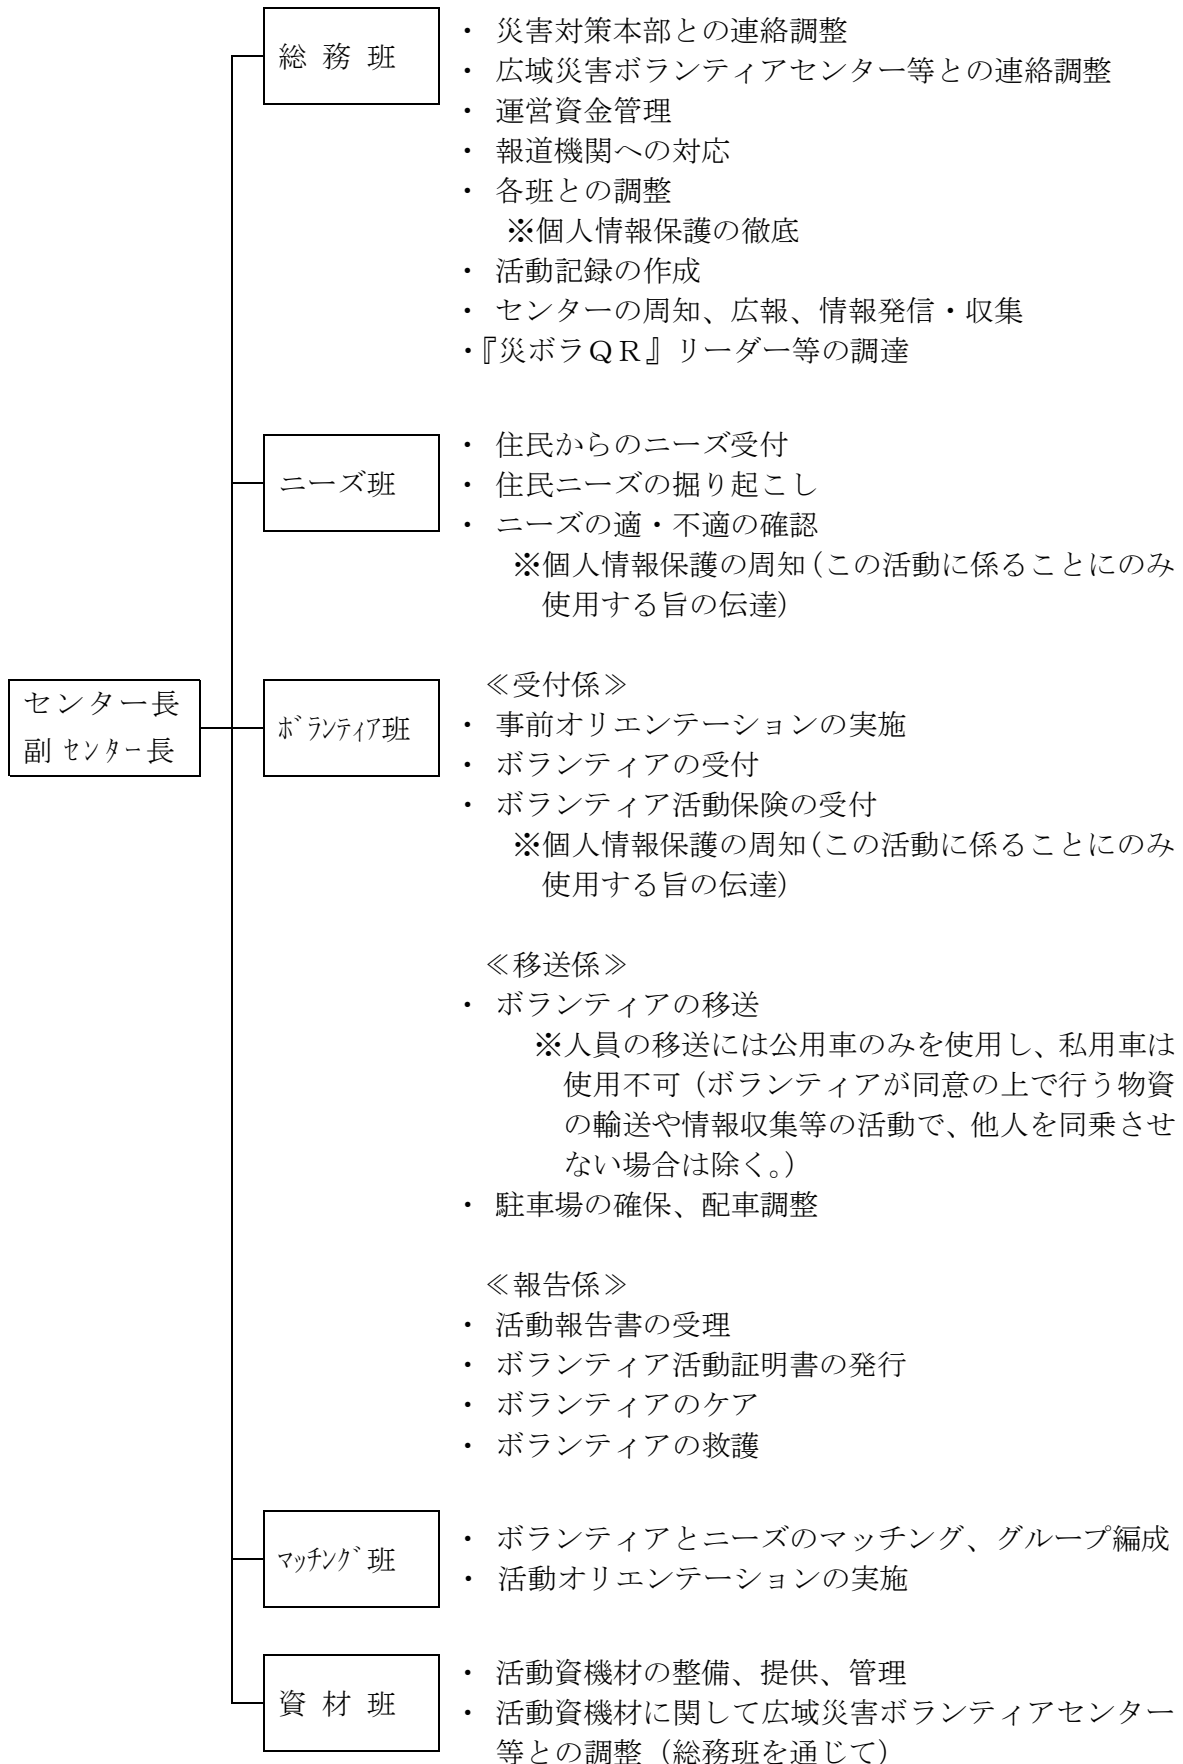 総 務 班
・ 災害対策本部との連絡調整
・ 広域災害ボランティアセンター等との連絡調整
・ 運営資金管理
・ 報道機関への対応
・ 各班との調整
※個人情報保護の徹底
・ 活動記録の作成
・ センターの周知、広報、情報発信・収集
・『災ボラＱＲ』リーダー等の調達
ニーズ班
・ 住民からのニーズ受付
・ 住民ニーズの掘り起こし
・ ニーズの適・不適の確認
※個人情報保護の周知（この活動に係ることにのみ
使用する旨の伝達）
センター長
副 ｾﾝﾀｰ長
ﾎﾞﾗﾝﾃｨｱ班
≪受付係≫
・ 事前オリエンテーションの実施
・ ボランティアの受付
・ ボランティア活動保険の受付
※個人情報保護の周知（この活動に係ることにのみ
使用する旨の伝達）
≪移送係≫
・ ボランティアの移送
※人員の移送には公用車のみを使用し、私用車は
使用不可（ボランティアが同意の上で行う物資
の輸送や情報収集等の活動で、他人を同乗させ
ない場合は除く。）
・ 駐車場の確保、配車調整
≪報告係≫
・ 活動報告書の受理
・ ボランティア活動証明書の発行
・ ボランティアのケア
・ ボランティアの救護
ﾏｯﾁﾝｸﾞ班
・ ボランティアとニーズのマッチング、グループ編成
・ 活動オリエンテーションの実施
資 材 班
・ 活動資機材の整備、提供、管理
・ 活動資機材に関して広域災害ボランティアセンター
等との調整（総務班を通じて）